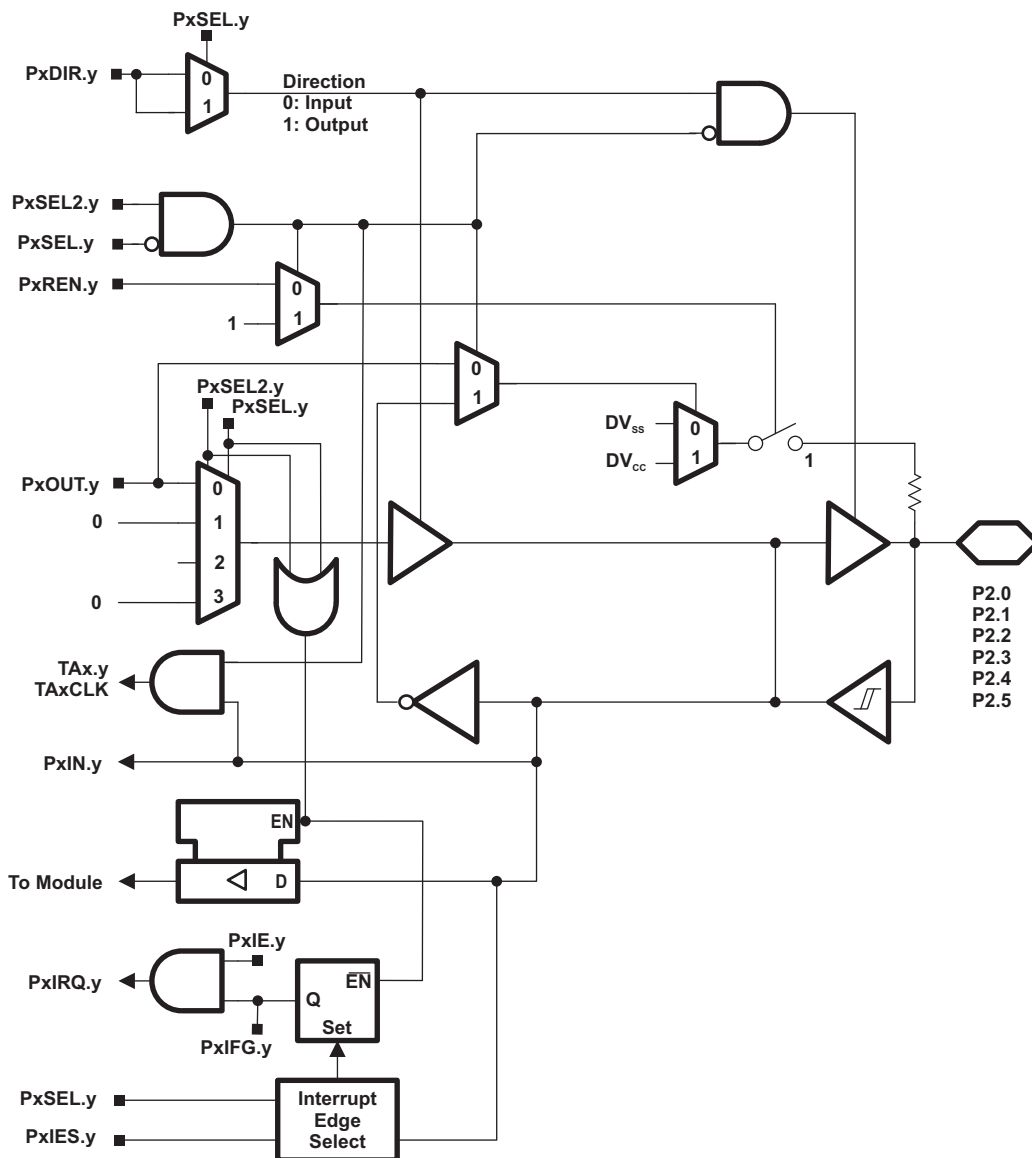 PxSEL.y
PxDIR.y
0
1
Direction
0: Input
1: Output
PxSEL2.y
PxSEL.y
PxREN.y
0
1
1
0
1
PxSEL2.y
PxSEL.y
DVSS
0
DVCC
1
1
PxOUT.y
0
0
1
2
0
3
P2.0
P2.1
P2.2
P2.3
P2.4
P2.5
TAx.y
TAxCLK
PxIN.y
EN
To Module
D
PxIE.y
PxIRQ.y
EN
Q
Set
PxIFG.y
PxSEL.y
PxIES.y
Interrupt
Edge
Select